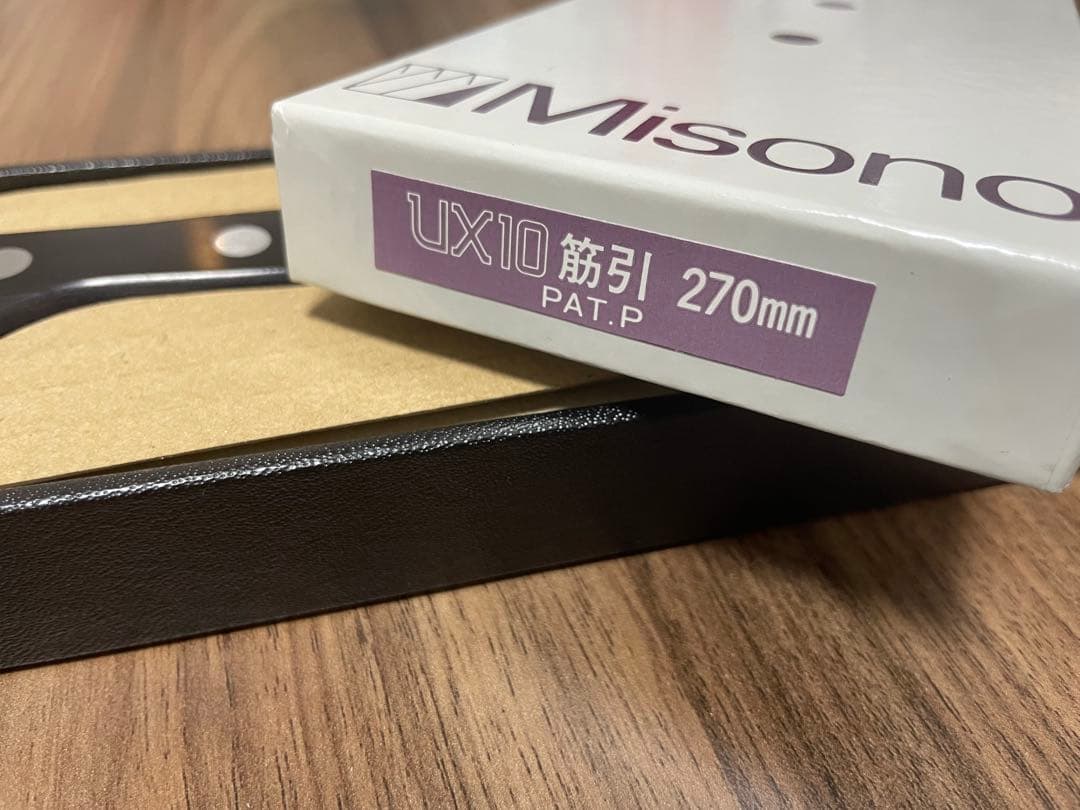 Misono
UX10 筋引 270mm
PAT.P